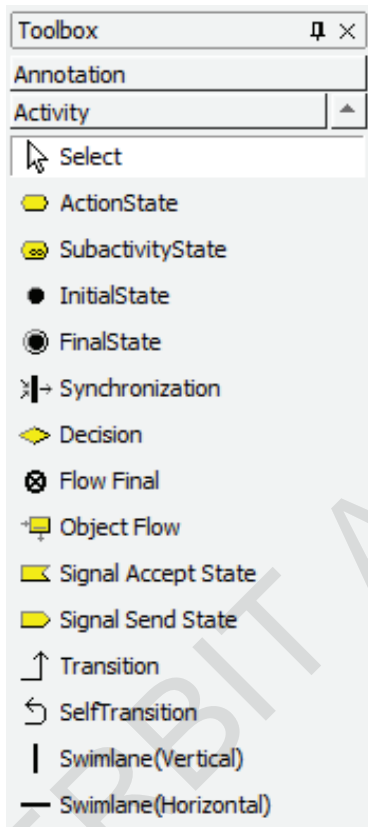 Toolbox
Annotation
Activity
Select
ActionState
SubactivityState
InitialState
FinalState
Synchronization
Decision
Flow Final
Object Flow
Signal Accept State
Signal Send State
Transition
SelfTransition
Swimlane(Vertical)
Swimlane(Horizontal)
ERBIT A